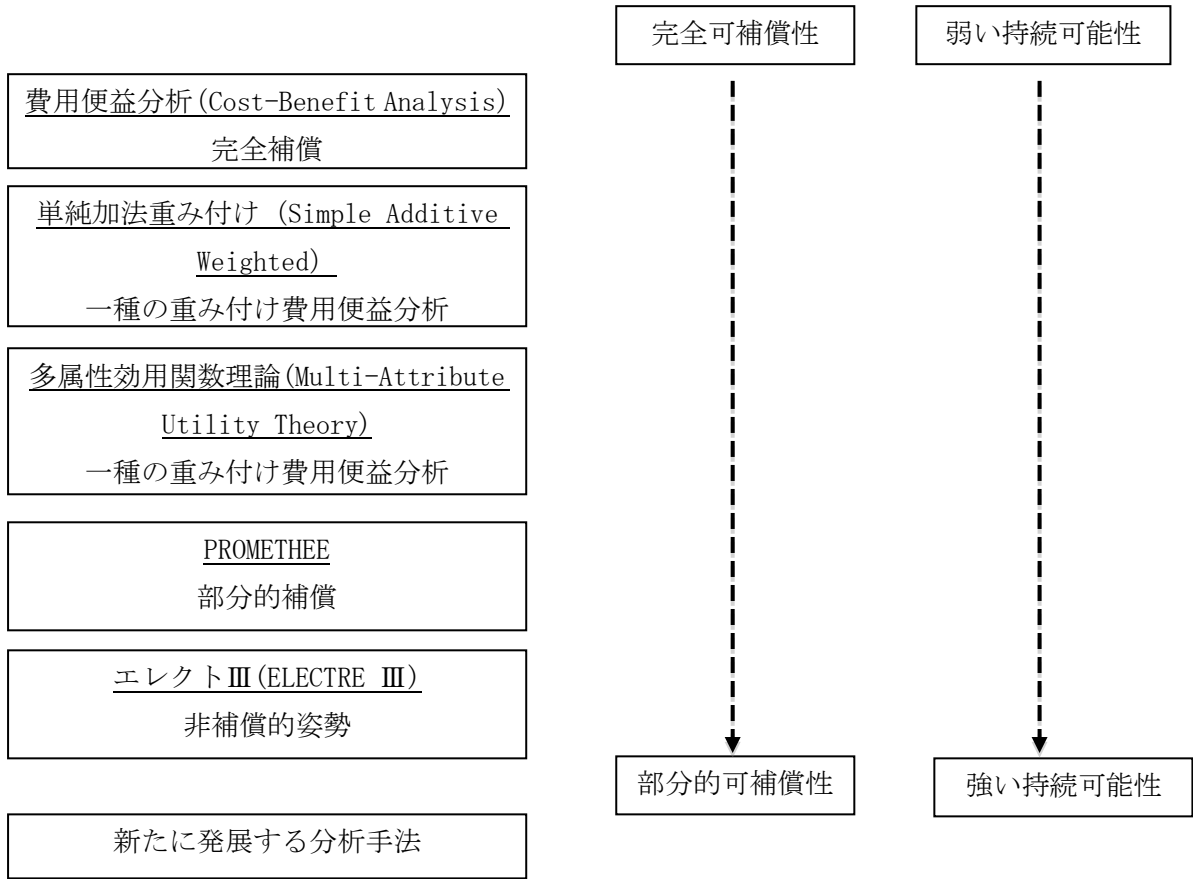 完全可補償性
弱い持続可能性
費用便益分析(Cost-Benefit Analysis)
完全補償
単純加法重み付け (Simple Additive
Weighted)
一種の重み付け費用便益分析
多属性効用関数理論(Multi-Attribute
Utility Theory)
一種の重み付け費用便益分析
PROMETHEE
部分的補償
エレクトⅢ(ELECTRE Ⅲ)
非補償的姿勢
部分的可補償性
強い持続可能性
新たに発展する分析手法